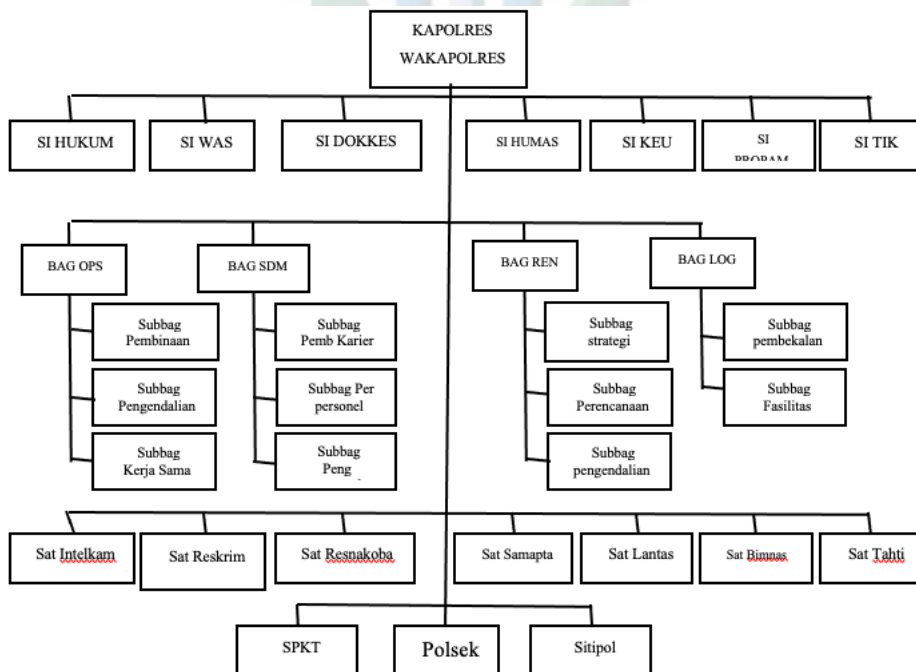 KAPOLRES
WAKAPOLRES
SI HUKUM
SI WAS
SI DOKKES
SI HUMAS
SI KEU
SI
PROPAM
SI TIK
BAG OPS
BAG SDM
BAG REN
BAG LOG
Subbag
Pembinaan
Subbag
Pengendalian
Subbag
Kerja Sama
Subbag
Pemb Karier
Subbag Per
personel
Subbag
Peng
Subbag
strategi
Subbag
Perencanaan
Subbag
pengendalian
Subbag
pembekalan
Subbag
Fasilitas
Sat Intelkam
Sat Reskrim
Sat Resnakoba
Sat Samapta
Sat Lantas
Sat Bimnas
Sat Tahti
SPKT
Polsek
Sitipol